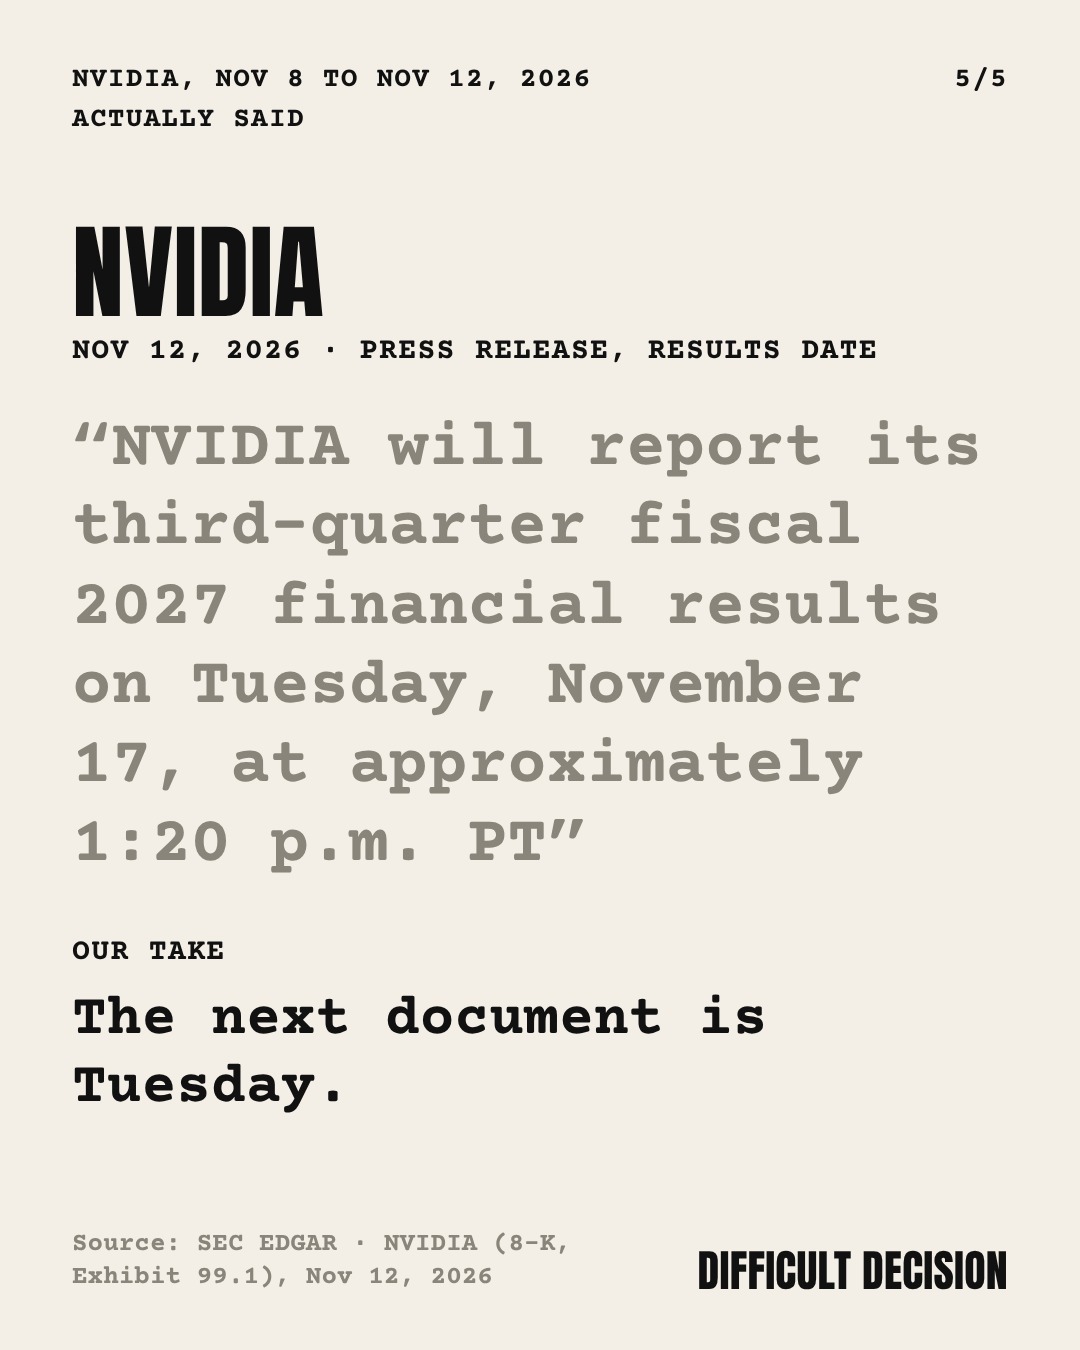 NVIDIA, NOV 8 TO NOV 12, 2026
5/5
ACTUALLY SAID
NVIDIA
NOV 12, 2026 · PRESS RELEASE, RESULTS DATE
“NVIDIA will report its
third-quarter fiscal
2027 financial results
on Tuesday, November
17, at approximately
1:20 p.m. PT”
OUR TAKE
The next document is
Tuesday.
Source: SEC EDGAR · NVIDIA (8-K,
Exhibit 99.1), Nov 12, 2026
DIFFICULT DECISION